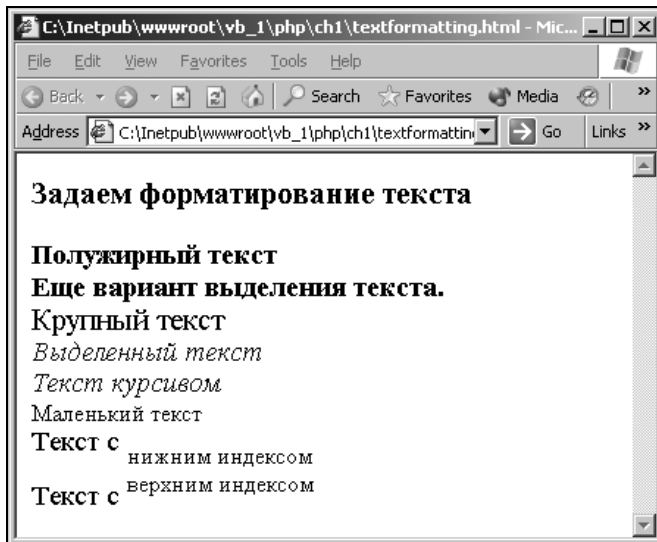 C:\Inetpub\wwwroot\vb_1\php\ch1\textformatting.html - Mic...
File Edit View Favorites Tools Help
Back Search Favorites Media »
Address C:\Inetpub\wwwroot\vb_1\php\ch1\textformattin Go Links »
Задаем форматирование текста
Полужирный текст
Еще вариант выделения текста.
Крупный текст
Выделенный текст
Текст курсивом
Маленький текст
Текст с нижним индексом
Текст с верхним индексом